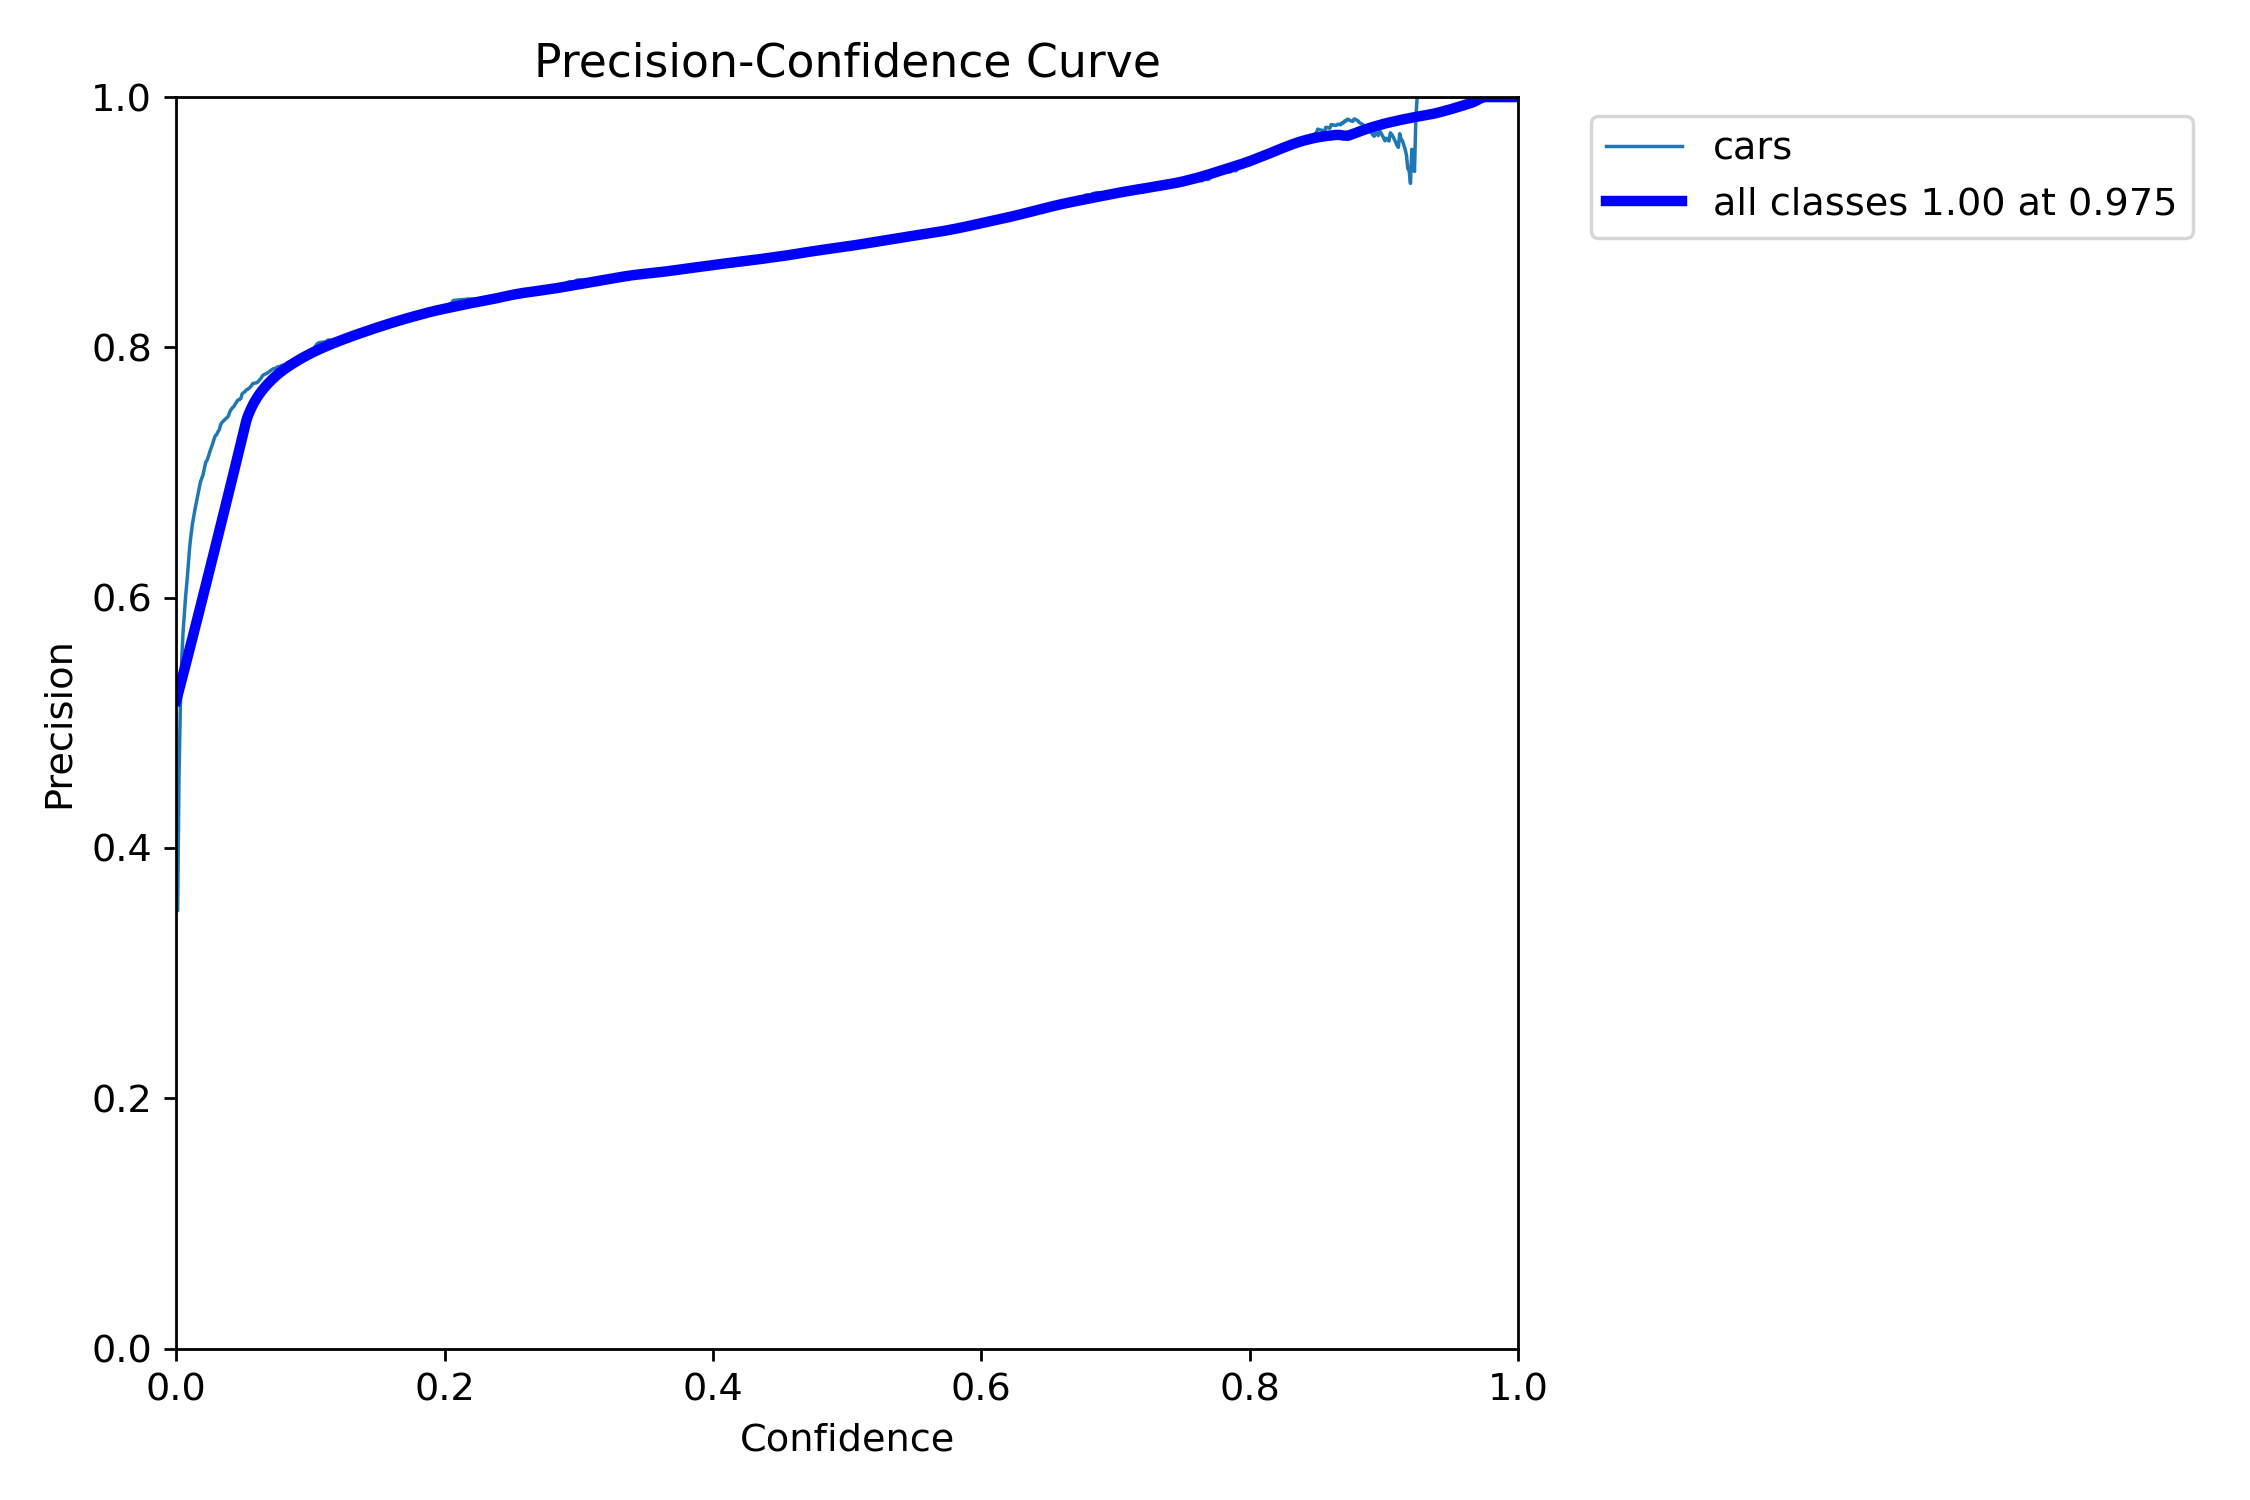 Precision-Confidence Curve
1.0
0.8
0.6
0.4
0.2
0.0
Precision
0.0 0.2 0.4 0.6 0.8 1.0
Confidence
cars
all classes 1.00 at 0.975